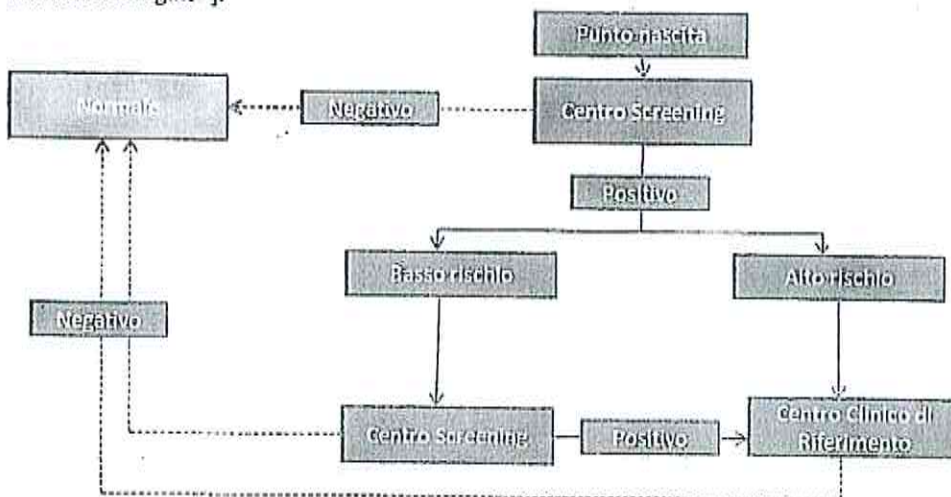 Punto nascita
Normale
Negativo
Centro Screening
Positivo
Basso rischio
Alto rischio
Negativo
Centro Screening
Positivo
Centro Clinico di
Riferimento